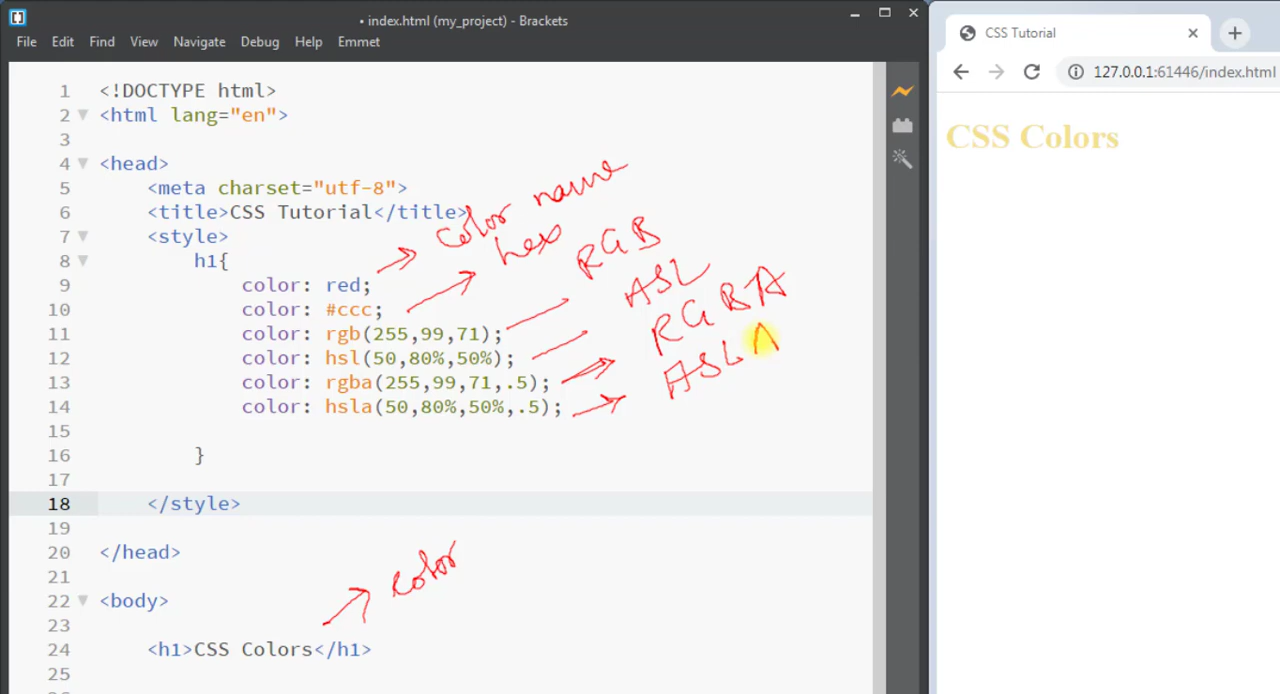 • index.html (my_project) - Brackets
File Edit Find View Navigate Debug Help Emmet
1 <!DOCTYPE html>
2 <html lang="en">
3
4 <head>
5 <meta charset="utf-8">
6 <title>CSS Tutorial</title>
7 <style>
8 h1{
9 color: red;
10 color: #ccc;
11 color: rgb(255,99,71);
12 color: hsl(50,80%,50%);
13 color: rgba(255,99,71,.5);
14 color: hsla(50,80%,50%,.5);
15
16 }
17
18 </style>
19
20 </head>
21
22 <body>
23
24 <h1>CSS Colors</h1>
25
color name
hex
RGB
ASL
RGBA
ASLA
color
CSS Tutorial
127.0.0.1:61446/index.html
CSS Colors